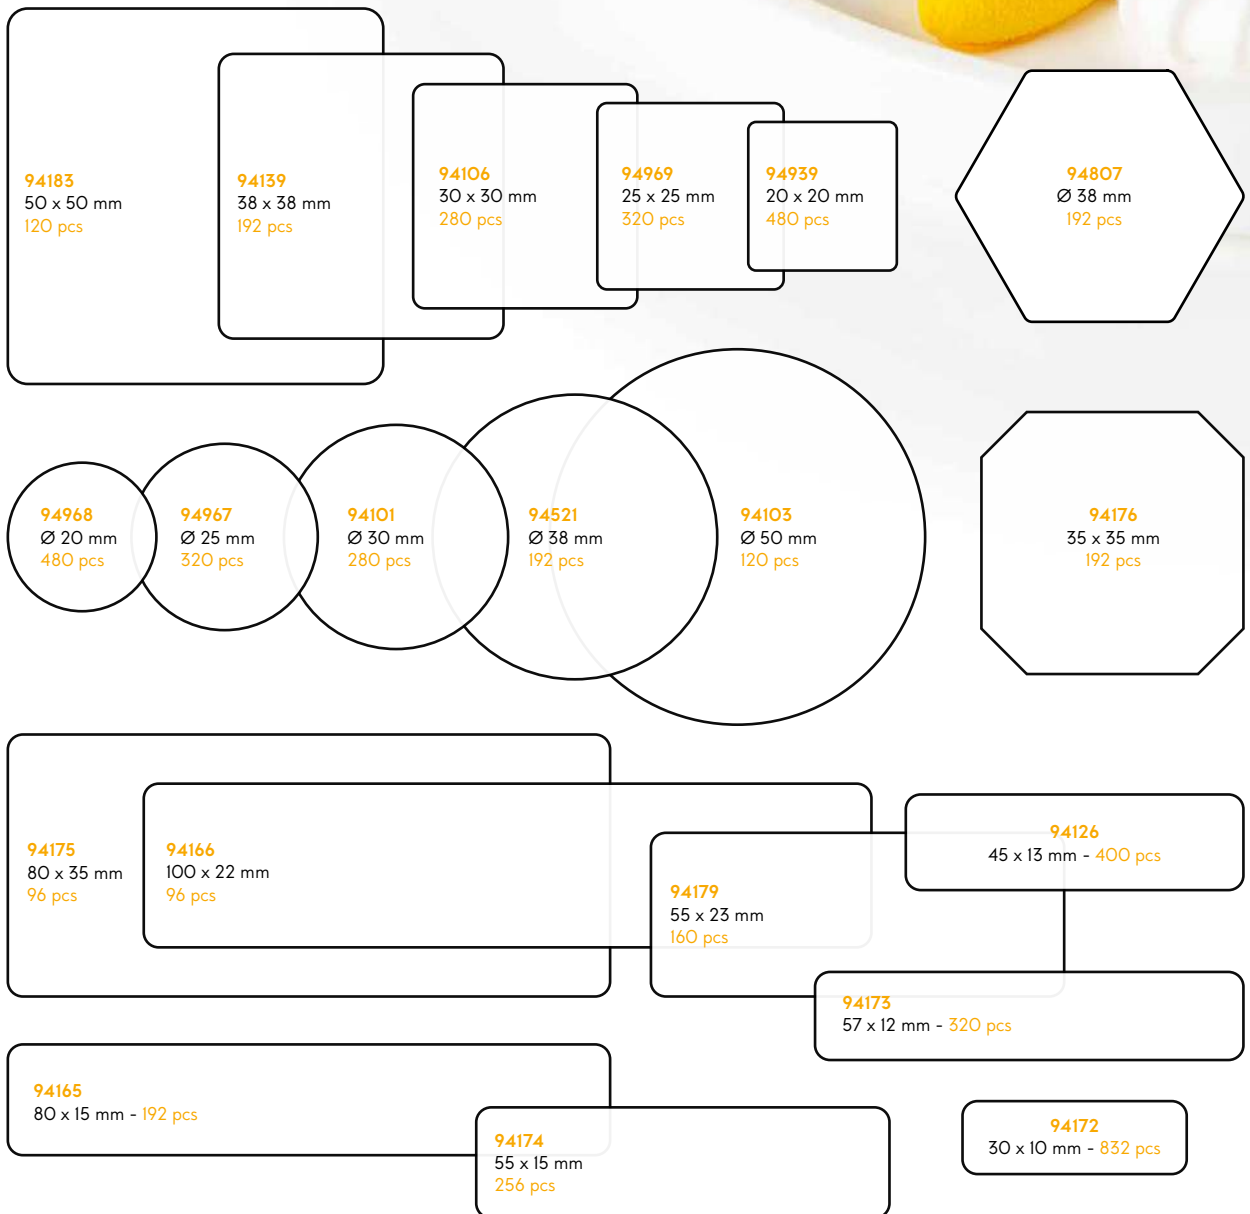 94183
50 x 50 mm
120 pcs
94139
38 x 38 mm
192 pcs
94106
30 x 30 mm
280 pcs
94969
25 x 25 mm
320 pcs
94939
20 x 20 mm
480 pcs
94807
Ø 38 mm
192 pcs
94968
Ø 20 mm
480 pcs
94967
Ø 25 mm
320 pcs
94101
Ø 30 mm
280 pcs
94521
Ø 38 mm
192 pcs
94103
Ø 50 mm
120 pcs
94176
35 x 35 mm
192 pcs
94175
80 x 35 mm
96 pcs
94166
100 x 22 mm
96 pcs
94179
55 x 23 mm
160 pcs
94126
45 x 13 mm - 400 pcs
94173
57 x 12 mm - 320 pcs
94165
80 x 15 mm - 192 pcs
94174
55 x 15 mm
256 pcs
94172
30 x 10 mm - 832 pcs